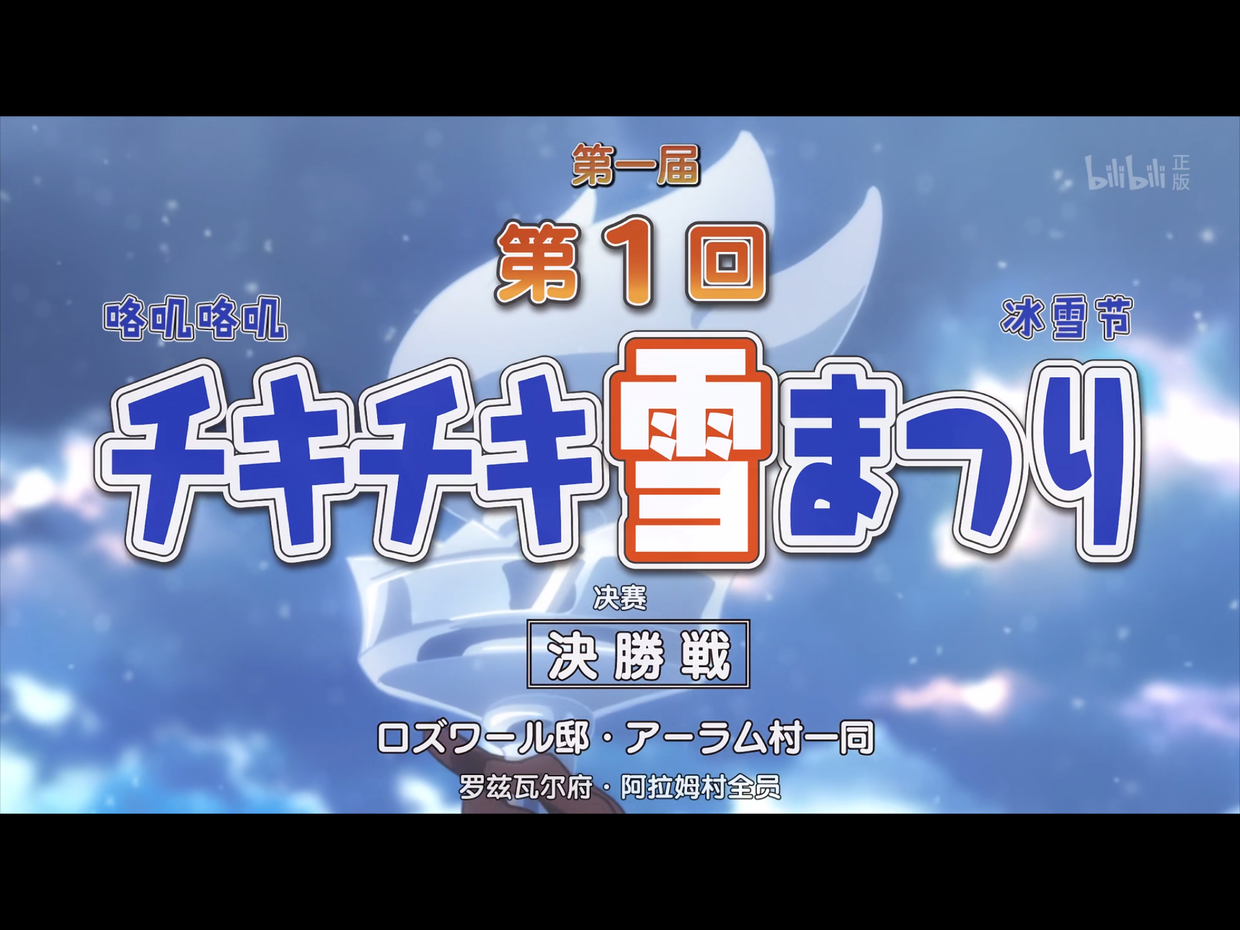 第一届
bilibili 正版
第1回
咯叽咯叽 冰雪节
チキチキ雪まつり
决赛
決勝戦
ロズワール邸・アーラム村一同
罗兹瓦尔府・阿拉姆村全员